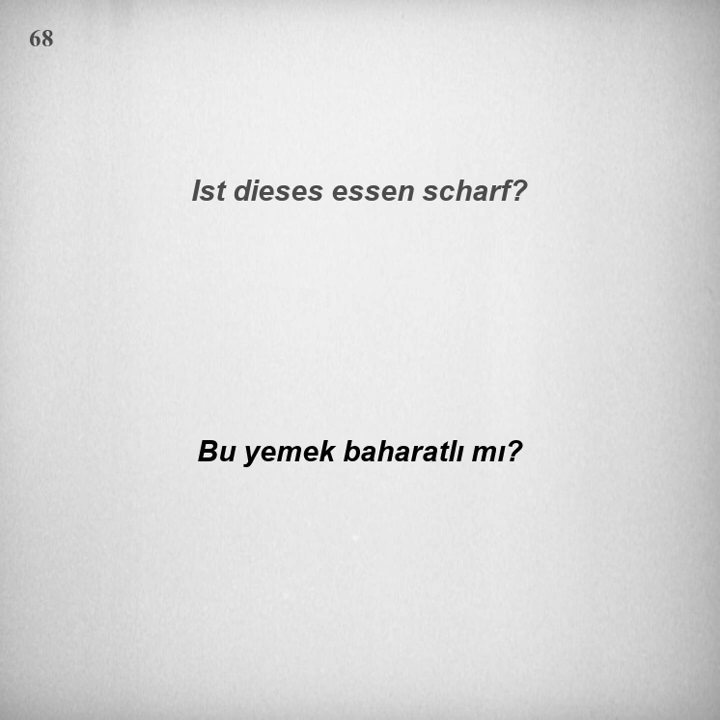 68
Ist dieses essen scharf?
Bu yemek baharatlı mı?